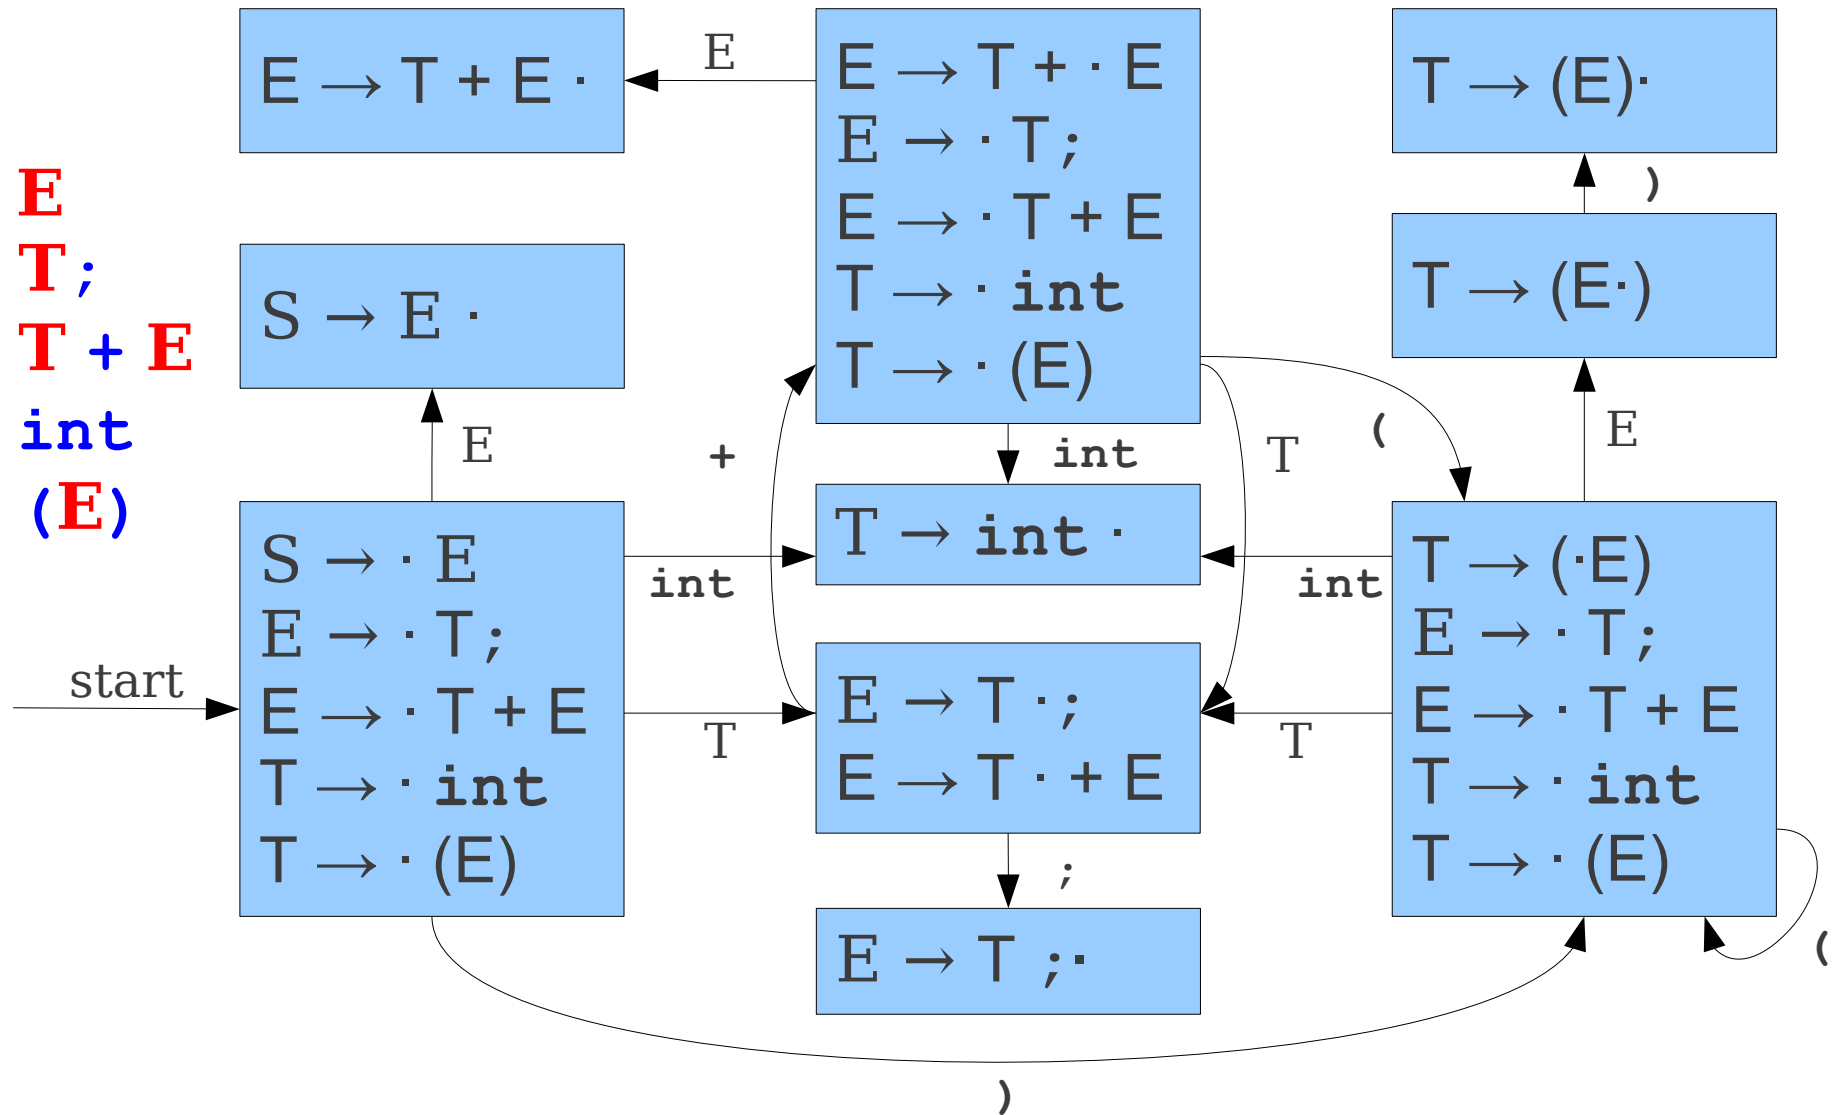 E
T ;
T + E
int
(E)
start
E → T + E ·
S → E ·
E
S → · E
E → · T ;
E → · T + E
T → · int
T → · (E)
E
E → T + · E
E → · T ;
E → · T + E
T → · int
T → · (E)
+
int
T
(
T → int ·
int
int
E → T · ;
E → T · + E
T
T
;
E → T ; ·
T → (E)·
)
T → (E·)
E
T → (·E)
E → · T ;
E → · T + E
T → · int
T → · (E)
(
)